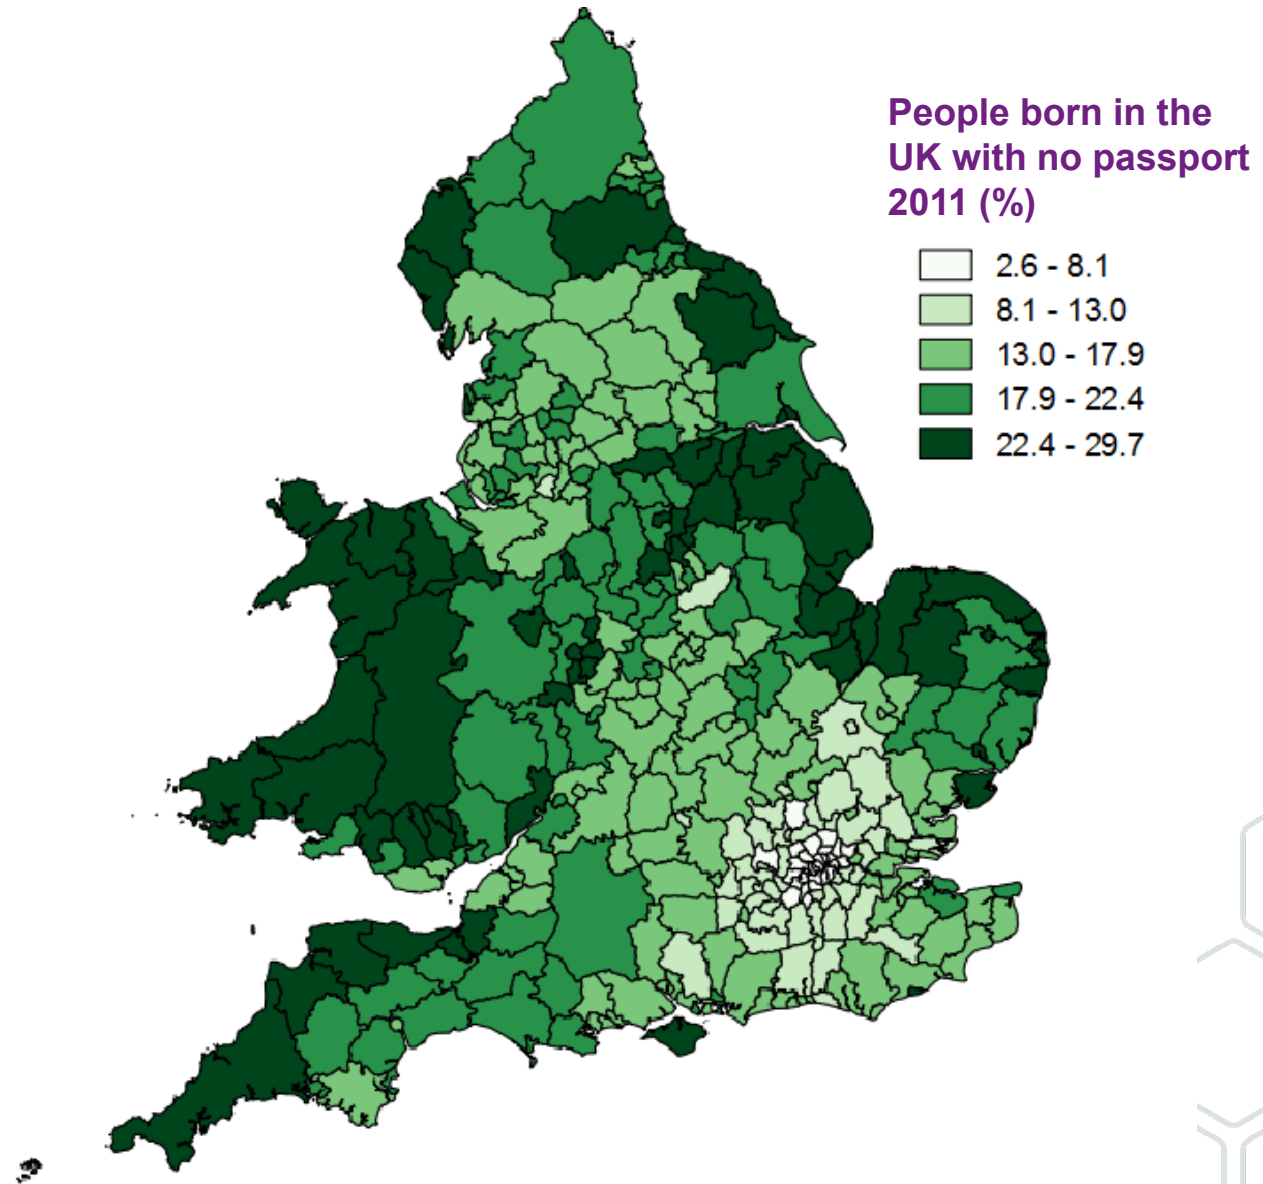 People born in the
UK with no passport
2011 (%)
2.6 - 8.1
8.1 - 13.0
13.0 - 17.9
17.9 - 22.4
22.4 - 29.7